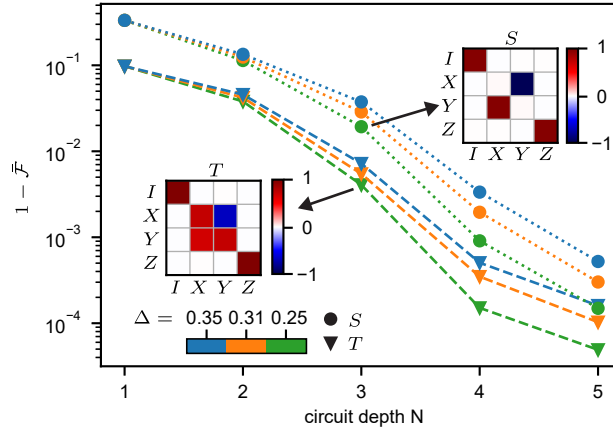 10⁻¹
10⁻²
10⁻³
10⁻⁴
1 − F̄
1 2 3 4 5
circuit depth N
S
I
X
Y
Z
I X Y Z
1
0
−1
T
I
X
Y
Z
I X Y Z
1
0
−1
Δ = 0.35 0.31 0.25
S
T